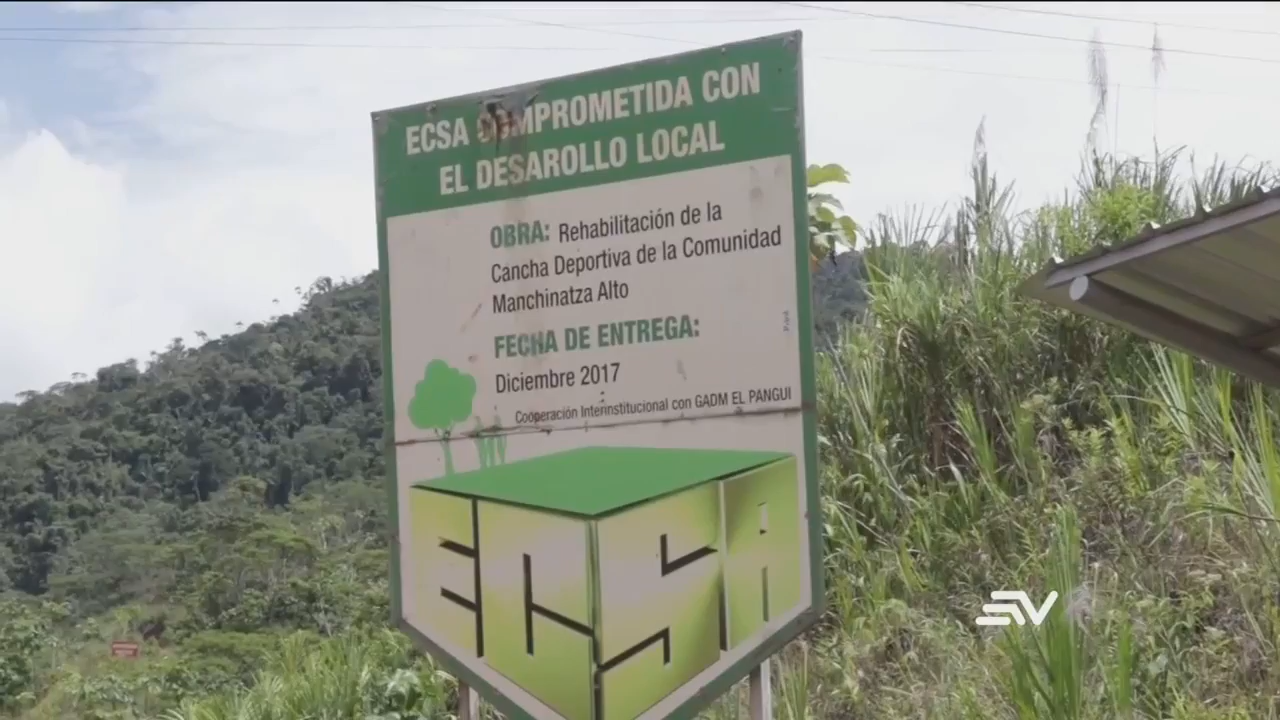 ECSA COMPROMETIDA CON
EL DESAROLLO LOCAL
OBRA: Rehabilitación de la
Cancha Deportiva de la Comunidad
Manchinatza Alto
FECHA DE ENTREGA:
Diciembre 2017
Cooperación Interinstitucional con GADM EL PANGUI
ECSA